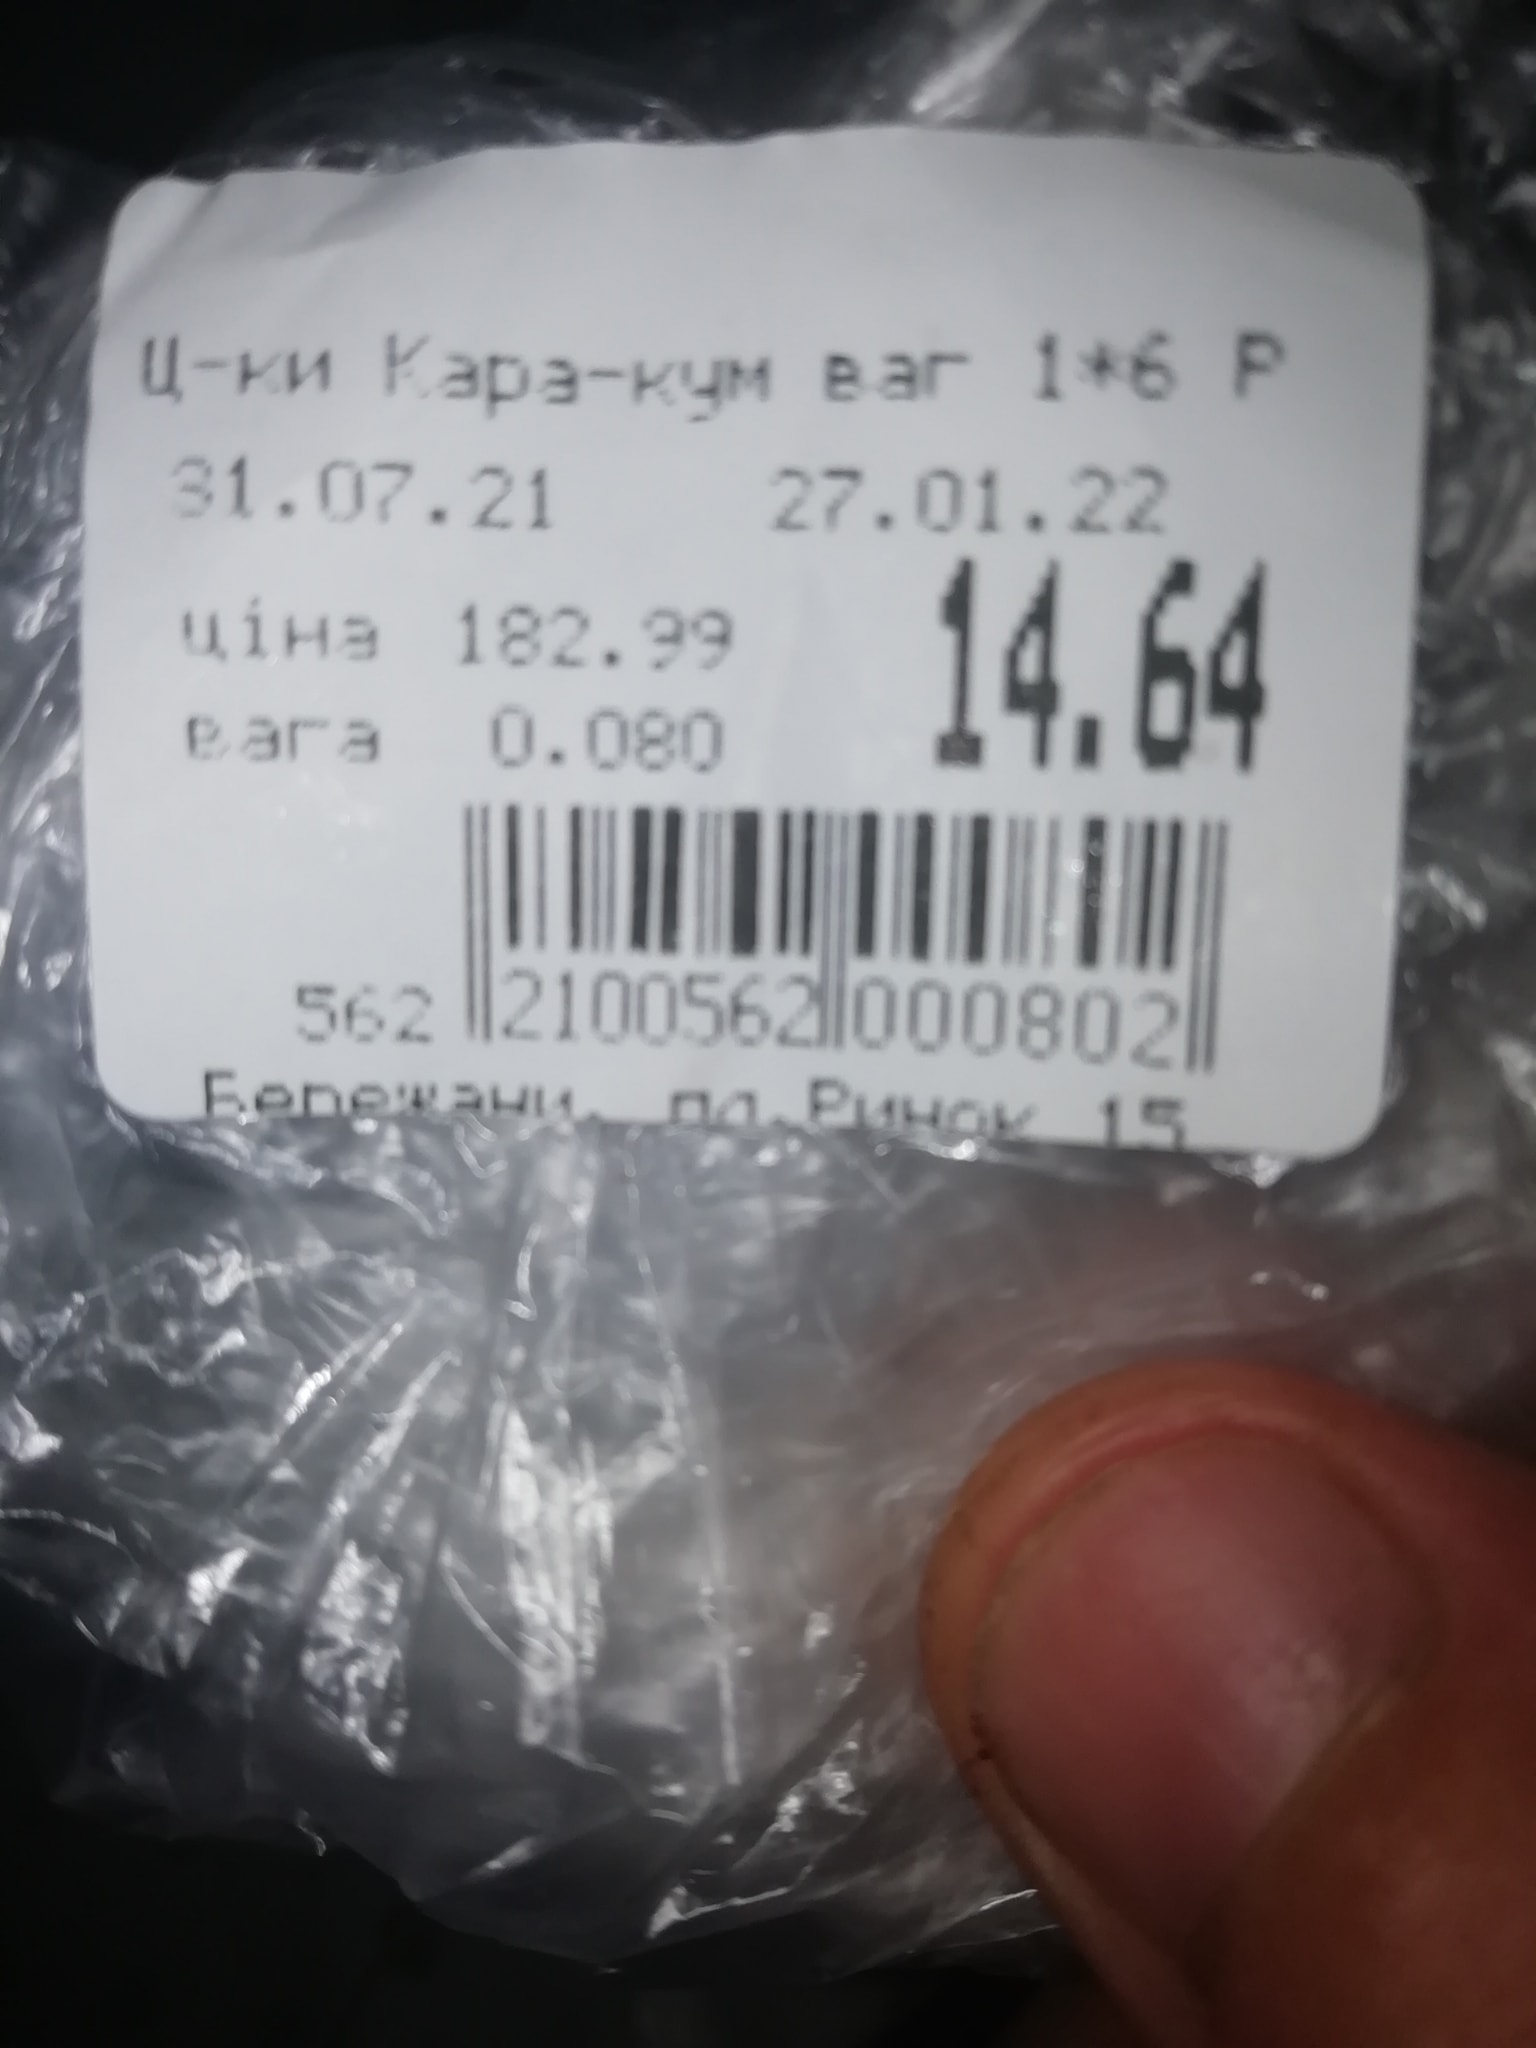 Ц-ки Кара-кум ваг 1*6 Р
31.07.21 27.01.22
ціна 182.99 14.64
вага 0.080
562 2100562 000802
Бережани, пл.Ринок 15